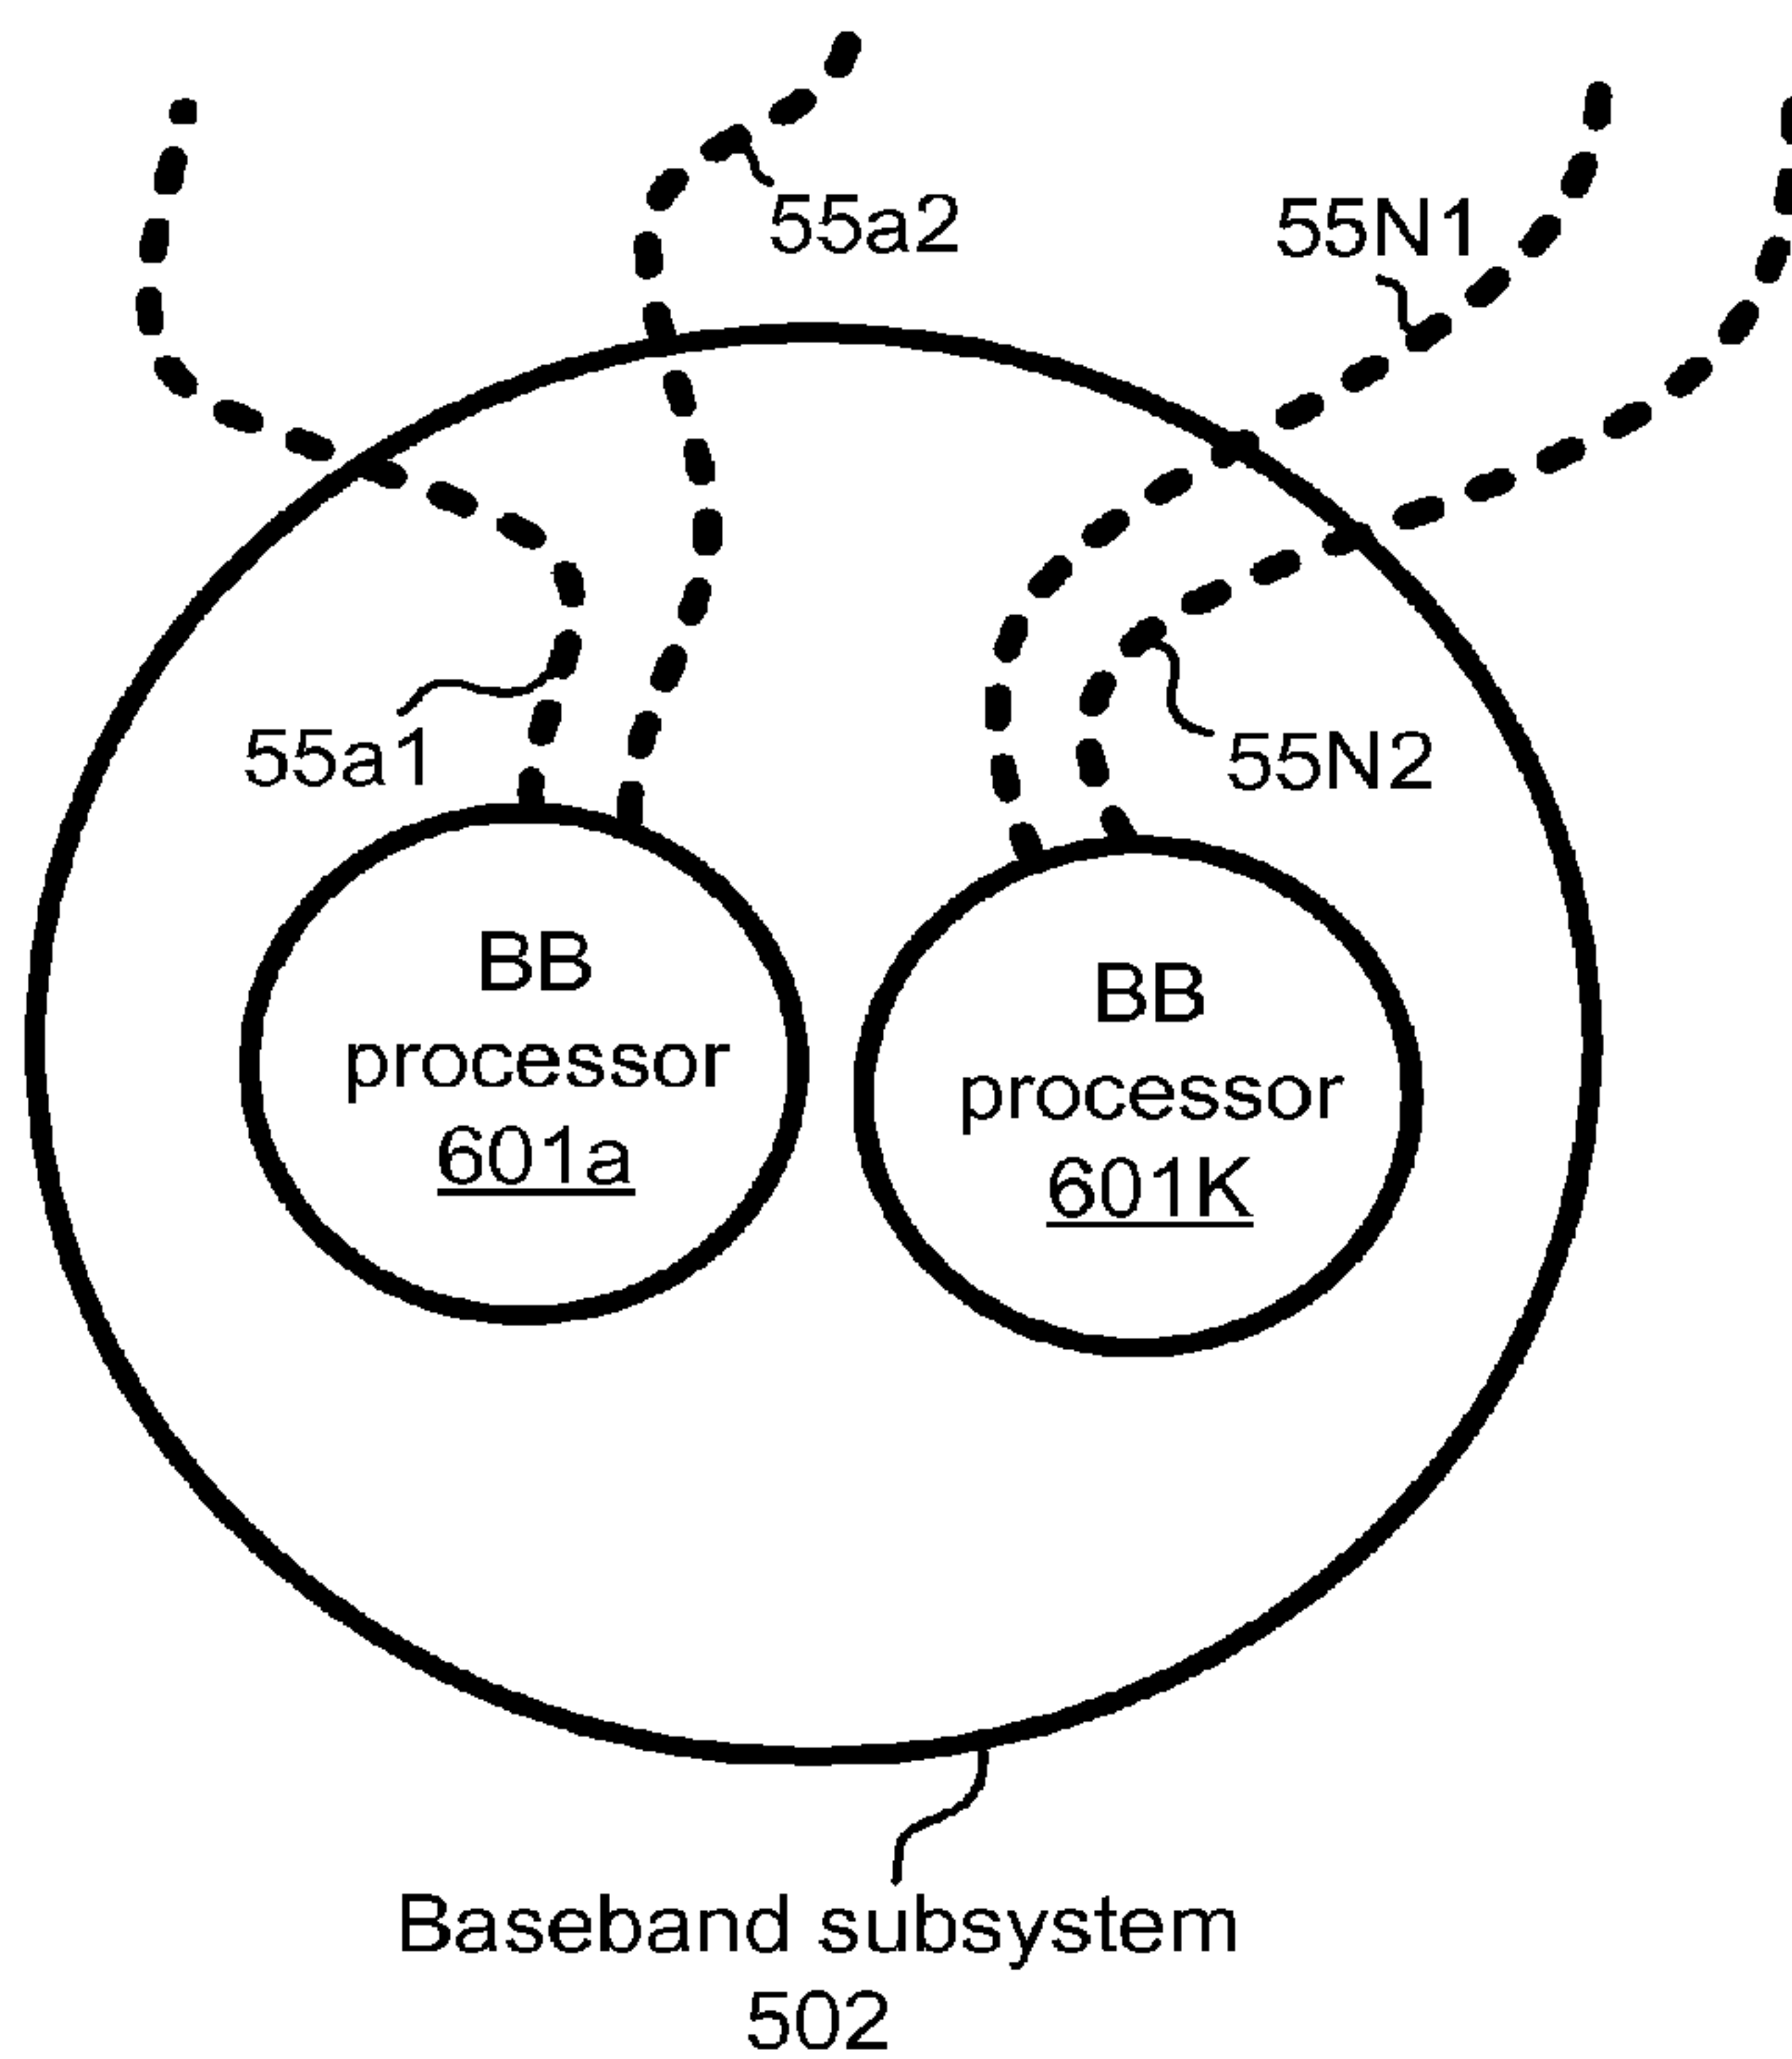 55a2
55N1
55a1
55N2
BB
processor
601a
BB
processor
601K
Baseband subsystem
502